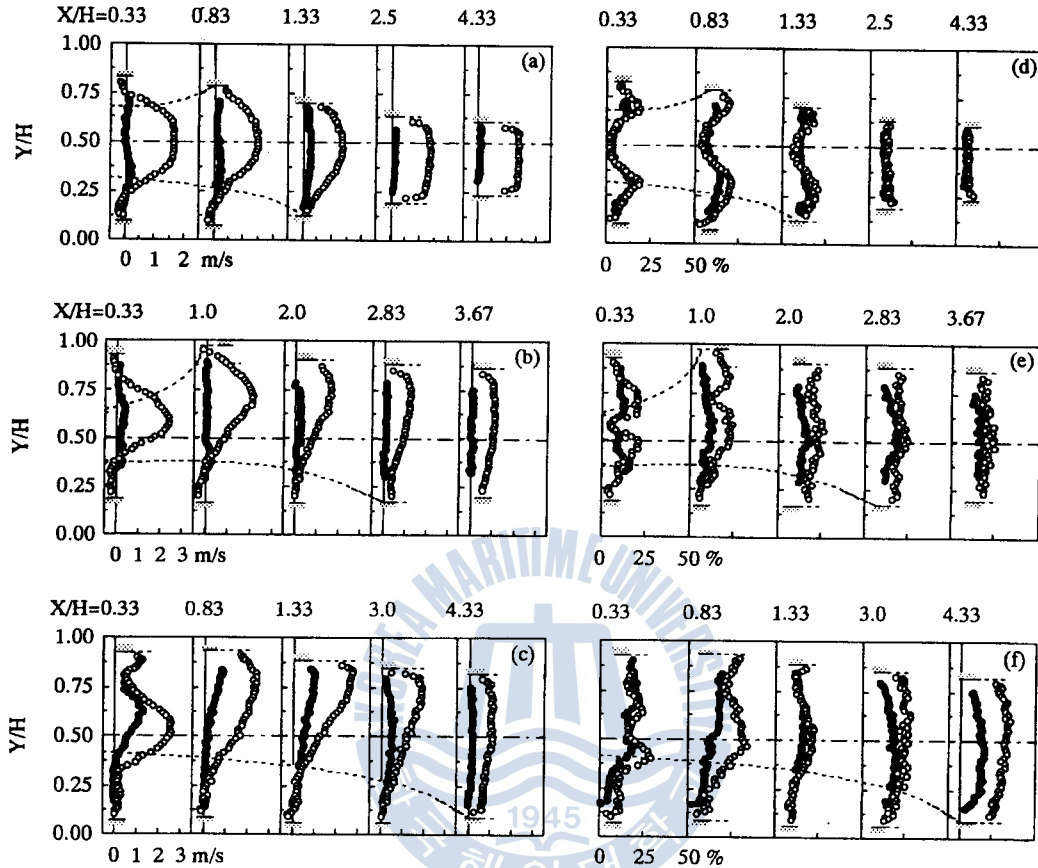 X/H=0.33 0.83 1.33 2.5 4.33
0.33 0.83 1.33 2.5 4.33
1.00
0.75
0.50
0.25
0.00
Y/H
(a)
(d)
0 1 2 m/s
0 25 50 %
X/H=0.33 1.0 2.0 2.83 3.67
0.33 1.0 2.0 2.83 3.67
1.00
0.75
0.50
0.25
0.00
Y/H
(b)
(e)
0 1 2 3 m/s
0 25 50 %
X/H=0.33 0.83 1.33 3.0 4.33
0.33 0.83 1.33 3.0 4.33
1.00
0.75
0.50
0.25
0.00
Y/H
(c)
(f)
0 1 2 3 m/s
0 25 50 %
KOREA MARITIME UNIVERSITY
1945